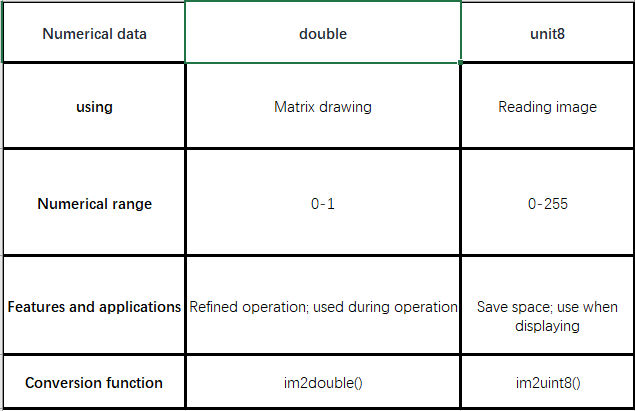 Numerical data double unit8
using Matrix drawing Reading image
Numerical range 0-1 0-255
Features and applications Refined operation; used during operation Save space; use when
displaying
Conversion function im2double() im2uint8()